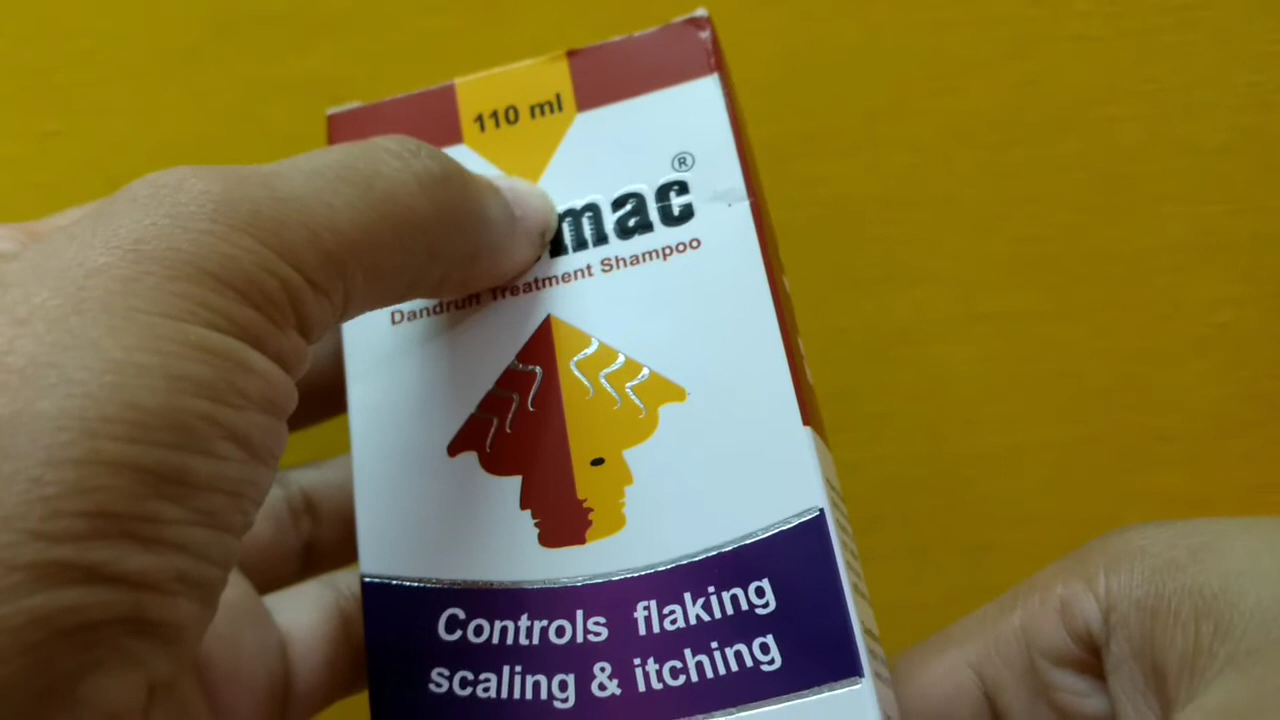 110 ml
mac®
Dandruff Treatment Shampoo
Controls flaking
scaling & itching